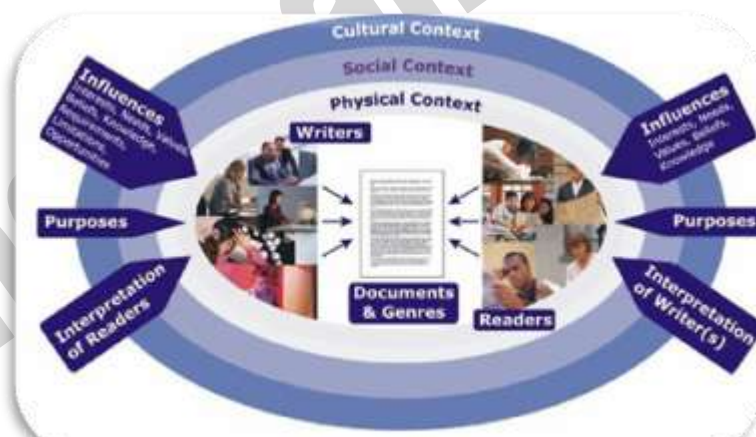 Cultural Context
Social Context
Physical Context
Influences
Interests, Needs, Values,
Beliefs, Knowledge,
Requirements,
Limitations,
Opportunities
Purposes
Interpretation
of Readers
Writers
Documents
& Genres
Readers
Influences
Interests, Needs,
Values, Beliefs,
Knowledge
Purposes
Interpretation
of Writer(s)